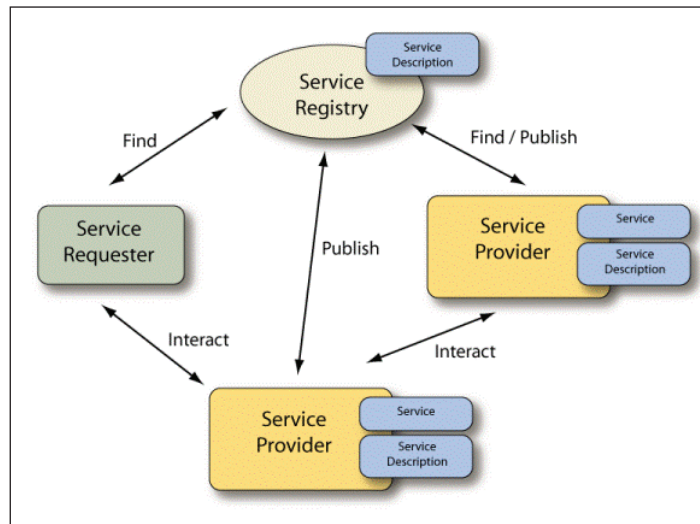 Service
Description
Service
Registry
Find
Find / Publish
Service
Requester
Publish
Service
Provider
Service
Service
Description
Interact
Interact
Service
Provider
Service
Service
Description